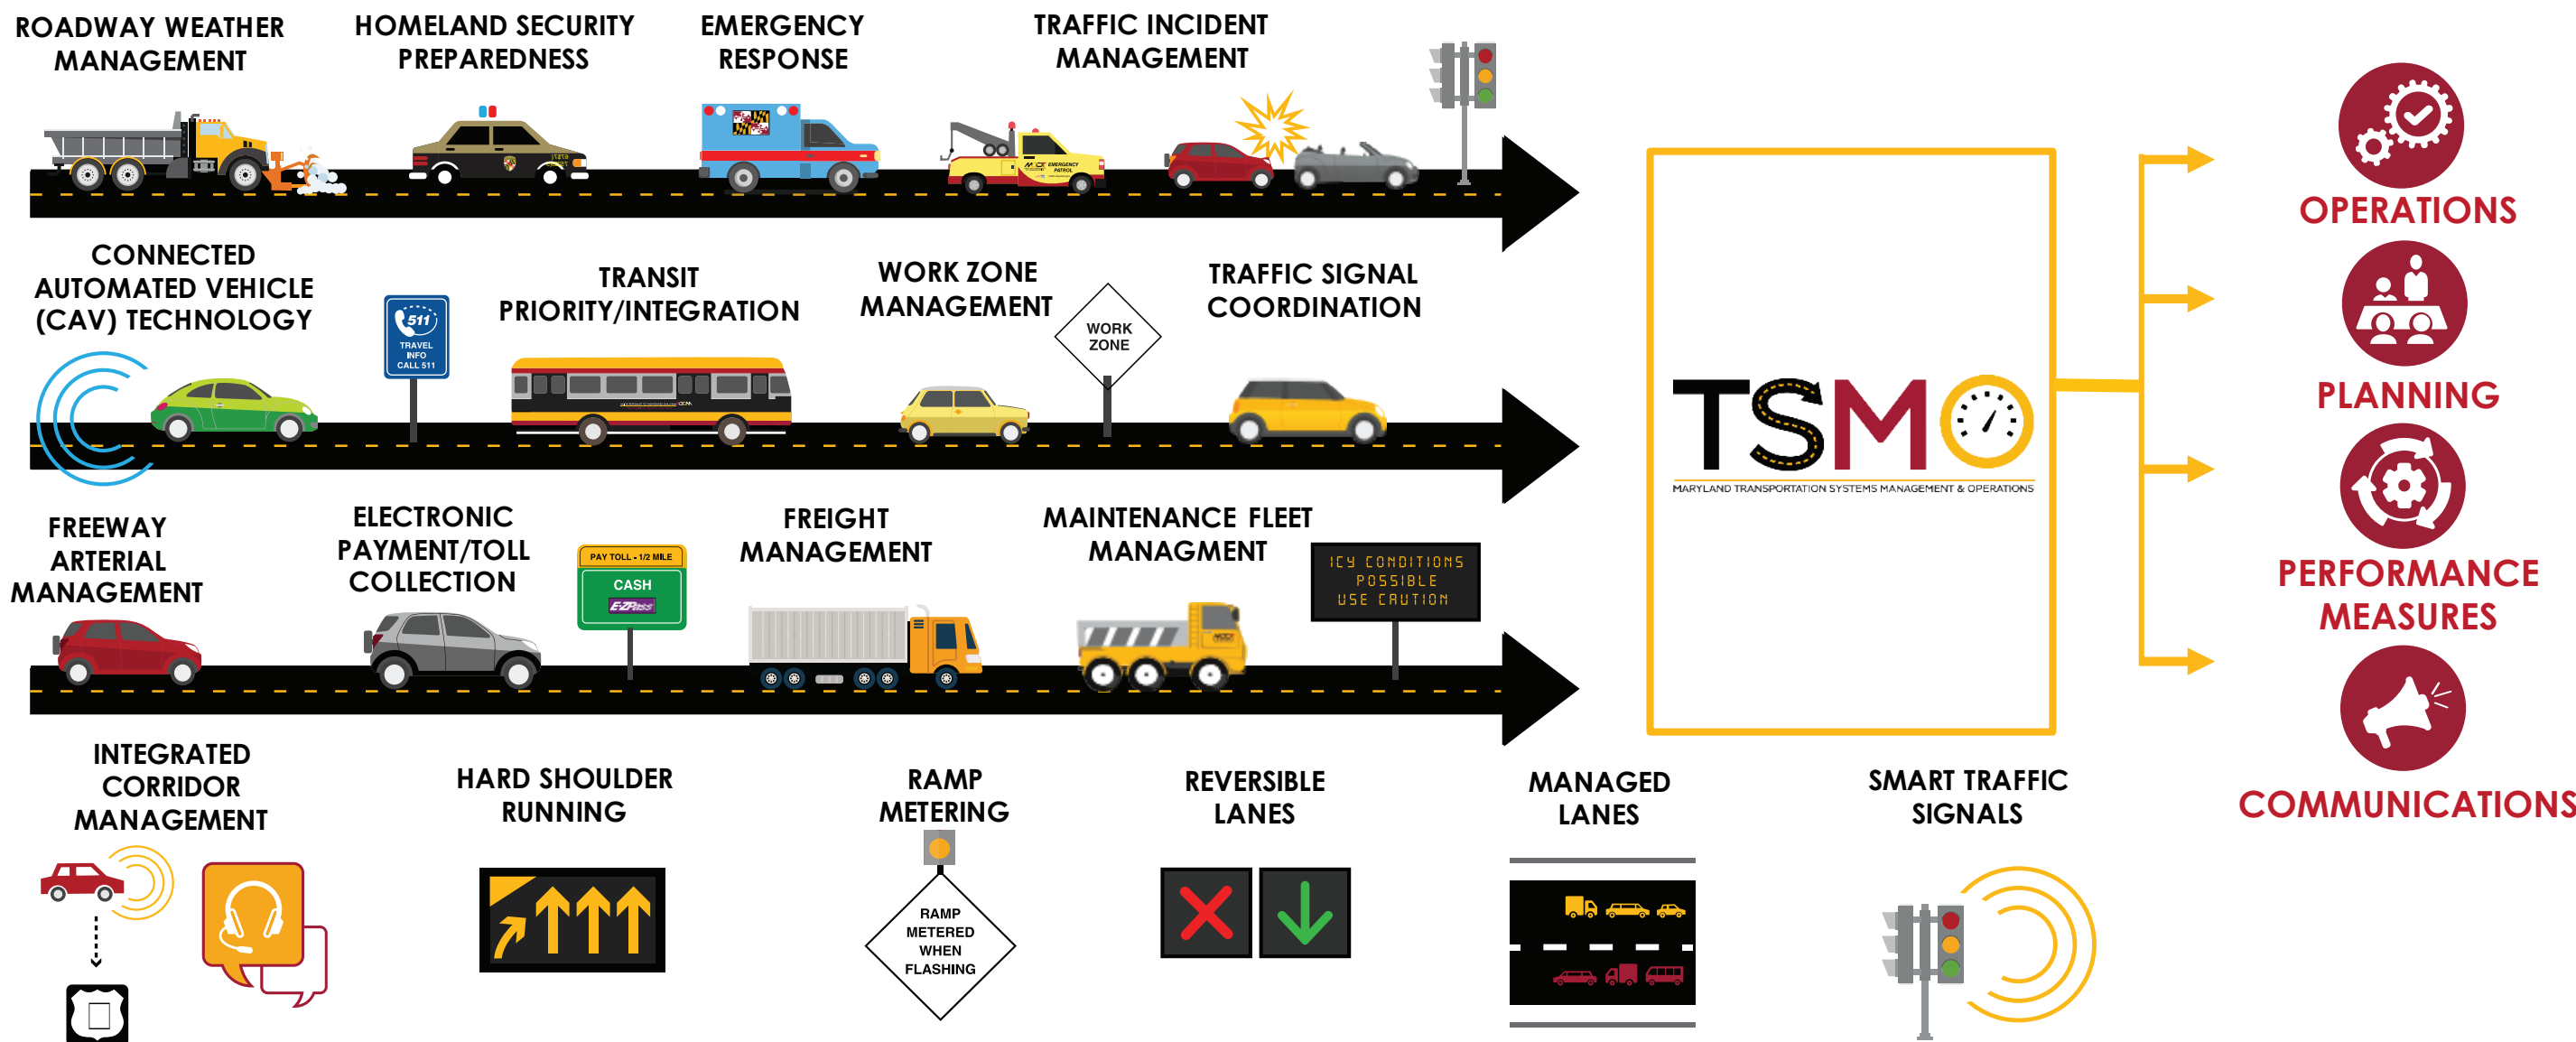 ROADWAY WEATHER
MANAGEMENT
HOMELAND SECURITY
PREPAREDNESS
EMERGENCY
RESPONSE
TRAFFIC INCIDENT
MANAGEMENT
EMERGENCY
PATROL
CONNECTED
AUTOMATED VEHICLE
(CAV) TECHNOLOGY
511
TRAVEL
INFO
CALL 511
TRANSIT
PRIORITY/INTEGRATION
WORK ZONE
MANAGEMENT
WORK
ZONE
TRAFFIC SIGNAL
COORDINATION
FREEWAY
ARTERIAL
MANAGEMENT
ELECTRONIC
PAYMENT/TOLL
COLLECTION
PAY TOLL - 1/2 MILE
CASH
E-ZPass
FREIGHT
MANAGEMENT
MAINTENANCE FLEET
MANAGMENT
ICY CONDITIONS
POSSIBLE
USE CAUTION
INTEGRATED
CORRIDOR
MANAGEMENT
HARD SHOULDER
RUNNING
RAMP
METERING
RAMP
METERED
WHEN
FLASHING
REVERSIBLE
LANES
MANAGED
LANES
SMART TRAFFIC
SIGNALS
TSMO
MARYLAND TRANSPORTATION SYSTEMS MANAGEMENT & OPERATIONS
OPERATIONS
PLANNING
PERFORMANCE
MEASURES
COMMUNICATIONS